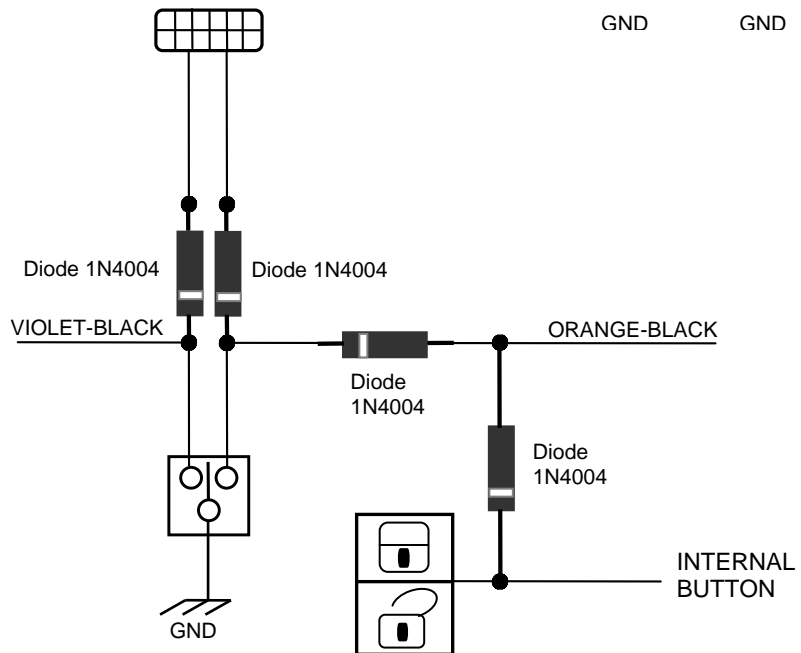 GND GND
Diode 1N4004 Diode 1N4004
VIOLET-BLACK ORANGE-BLACK
Diode
1N4004
Diode
1N4004
INTERNAL
BUTTON
GND